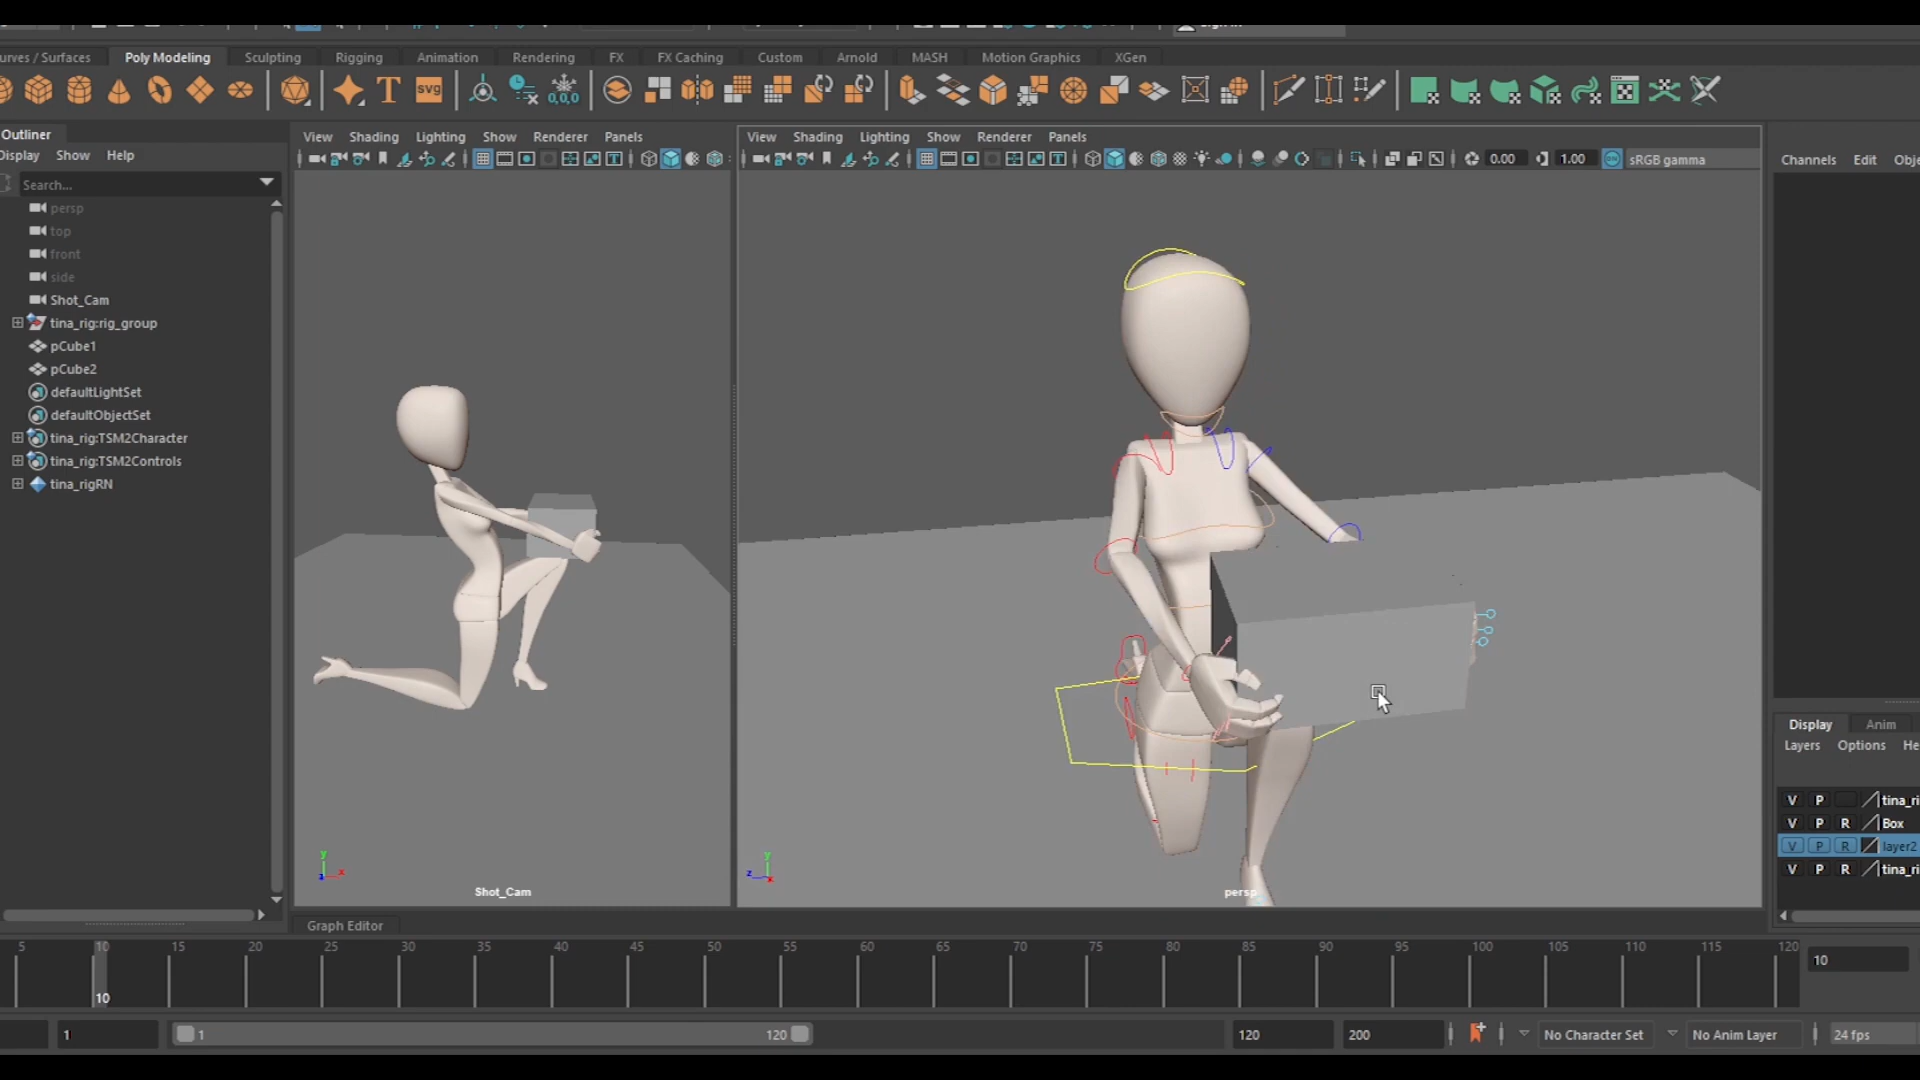 urves / Surfaces Poly Modeling Sculpting Rigging Animation Rendering FX FX Caching Custom Arnold MASH Motion Graphics XGen
T SVG 0,0,0
Outliner
Display Show Help
Search...
persp
top
front
side
Shot_Cam
tina_rig:rig_group
pCube1
pCube2
defaultLightSet
defaultObjectSet
tina_rig:TSM2Character
tina_rig:TSM2Controls
tina_rigRN
View Shading Lighting Show Renderer Panels
y
x
z
Shot_Cam
View Shading Lighting Show Renderer Panels
0.00 1.00 sRGB gamma
y
z
x
persp
Channels Edit Obje
Display Anim
Layers Options He
V P tina_ri
V P R Box
V P R layer2
V P R tina_ri
Graph Editor
5 10 15 20 25 30 35 40 45 50 55 60 65 70 75 80 85 90 95 100 105 110 115 120
10
10
1 1 120 120 200 No Character Set No Anim Layer 24 fps